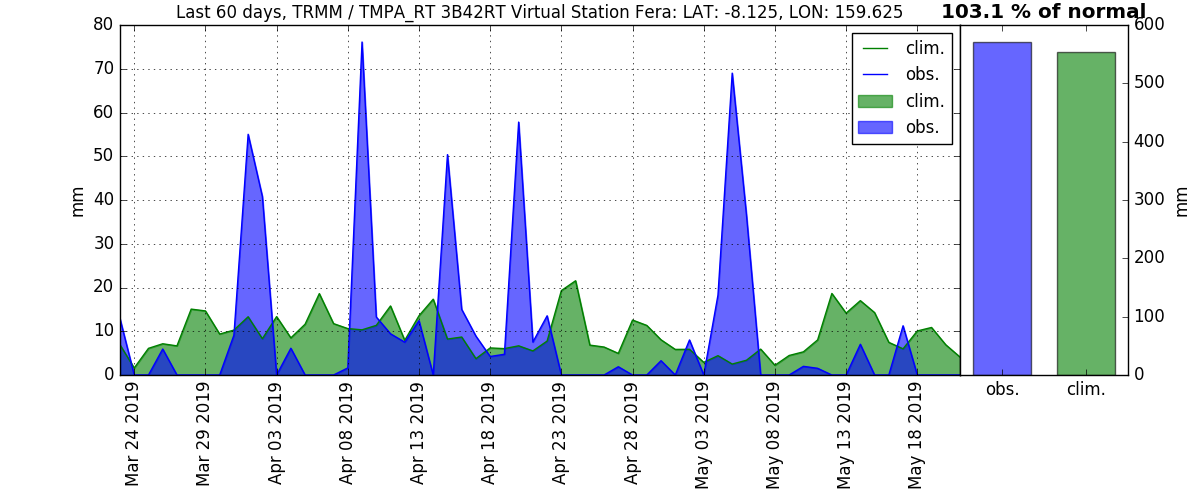 Last 60 days, TRMM / TMPA_RT 3B42RT Virtual Station Fera: LAT: -8.125, LON: 159.625
103.1 % of normal
80
70
60
50
40
30
20
10
0
mm
clim.
obs.
clim.
obs.
Mar 24 2019
Mar 29 2019
Apr 03 2019
Apr 08 2019
Apr 13 2019
Apr 18 2019
Apr 23 2019
Apr 28 2019
May 03 2019
May 08 2019
May 13 2019
May 18 2019
600
500
400
300
200
100
0
mm
obs.
clim.